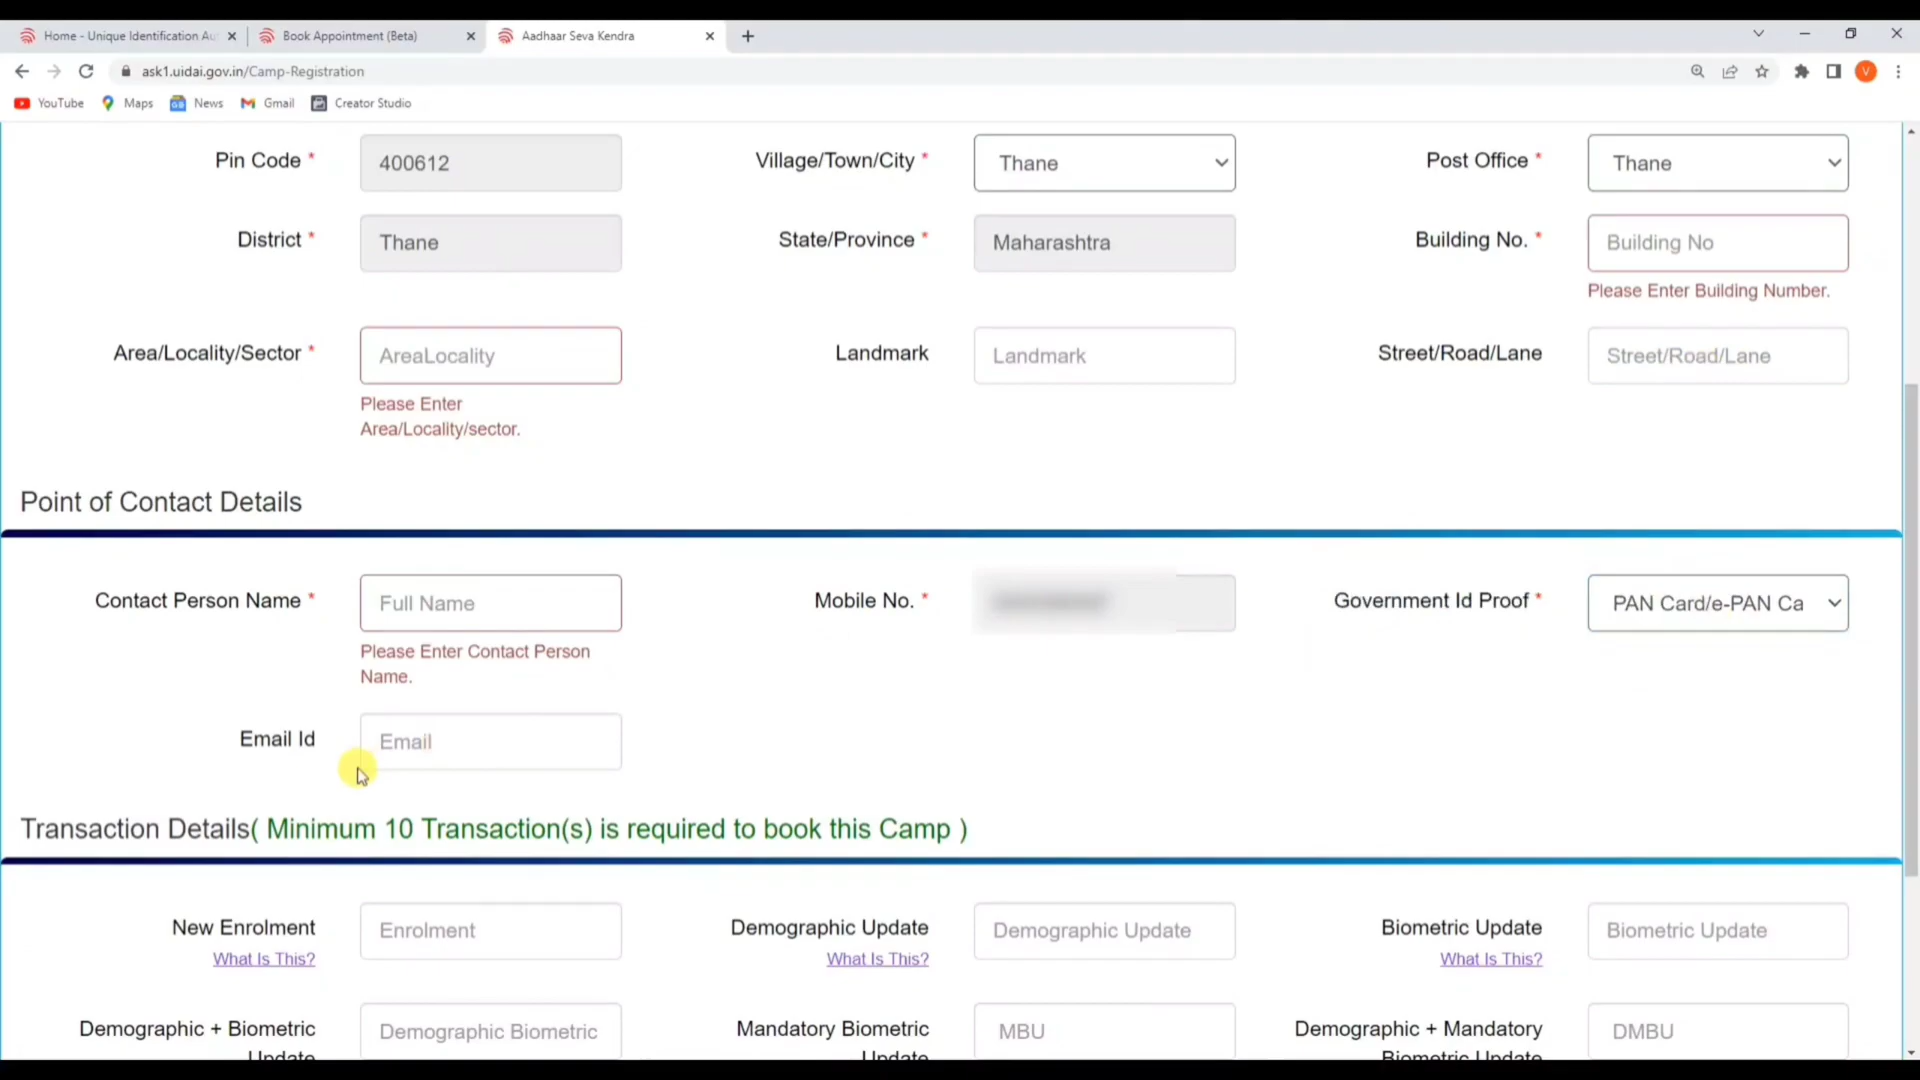 Home - Unique Identification Au
Book Appointment (Beta)
Aadhaar Seva Kendra
ask1.uidai.gov.in/Camp-Registration
V
YouTube
Maps
News
Gmail
Creator Studio
Pin Code *
400612
Village/Town/City *
Thane
Post Office *
Thane
District *
Thane
State/Province *
Maharashtra
Building No. *
Building No
Please Enter Building Number.
Area/Locality/Sector *
AreaLocality
Please Enter
Area/Locality/sector.
Landmark
Landmark
Street/Road/Lane
Street/Road/Lane
Point of Contact Details
Contact Person Name *
Full Name
Please Enter Contact Person
Name.
Mobile No. *
Government Id Proof *
PAN Card/e-PAN Ca
Email Id
Email
Transaction Details( Minimum 10 Transaction(s) is required to book this Camp )
New Enrolment
What Is This?
Enrolment
Demographic Update
What Is This?
Demographic Update
Biometric Update
What Is This?
Biometric Update
Demographic + Biometric
Update
Demographic Biometric
Mandatory Biometric
Update
MBU
Demographic + Mandatory
Biometric Update
DMBU